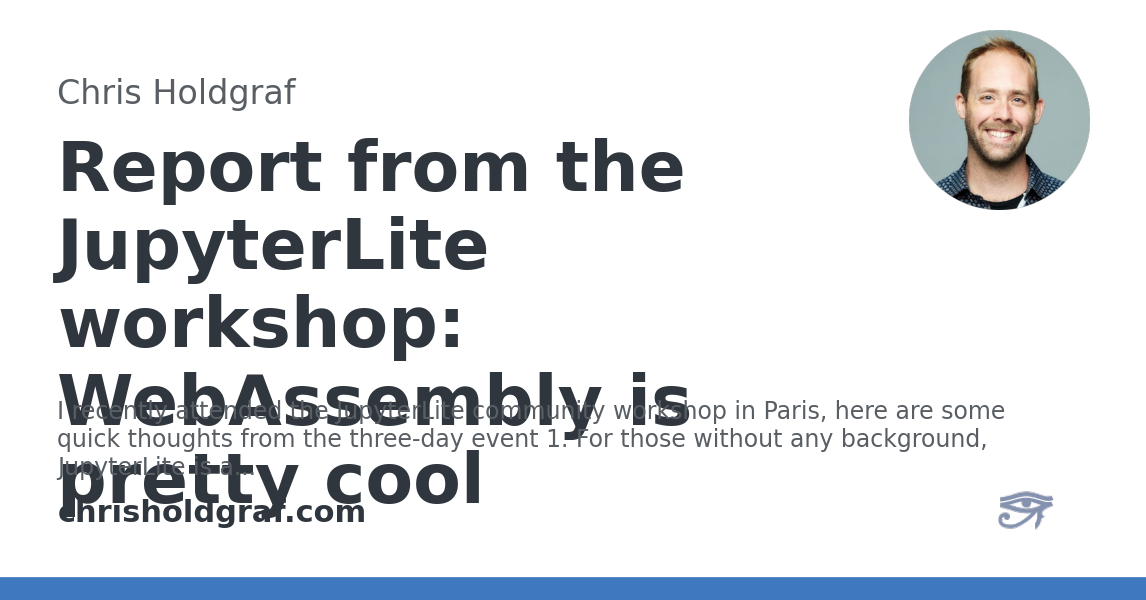 Chris Holdgraf
Report from the
JupyterLite
workshop:
WebAssembly is
pretty cool
I recently attended the JupyterLite community workshop in Paris, here are some
quick thoughts from the three-day event 1. For those without any background,
JupyterLite is a...
chrisholdgraf.com